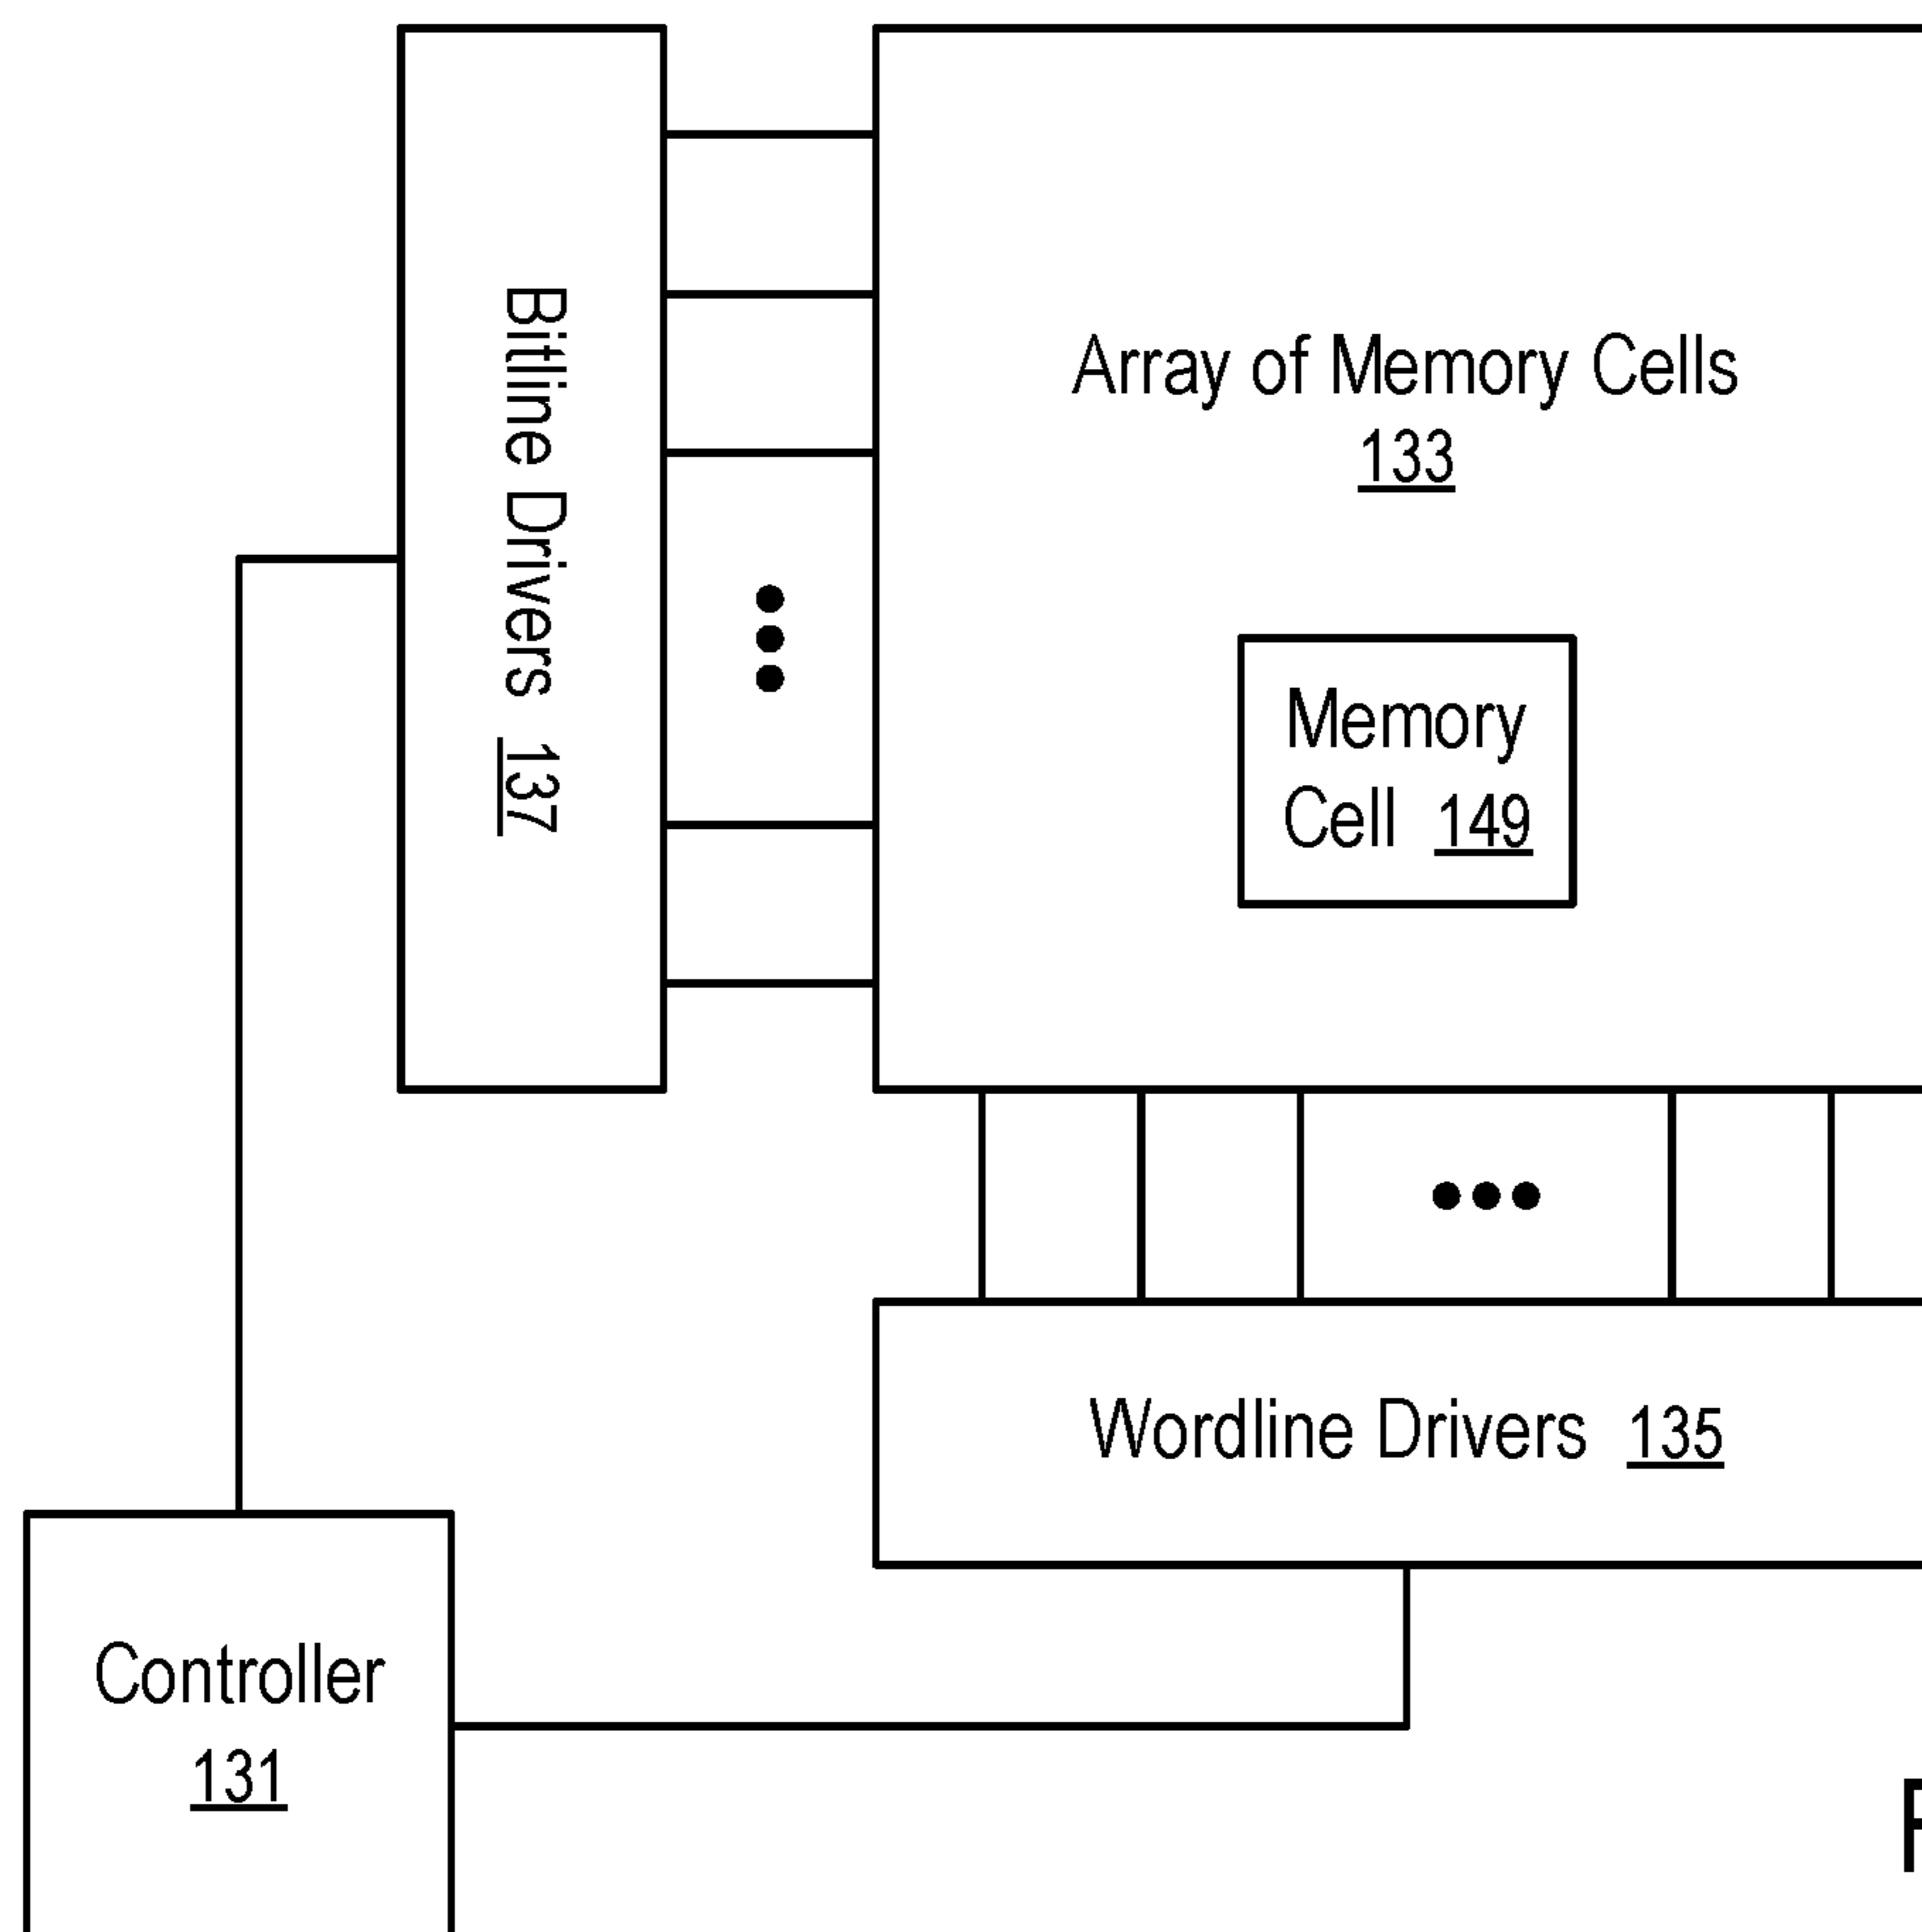 Bitline Drivers 137
Array of Memory Cells
133
Memory
Cell 149
Wordline Drivers 135
Controller
131